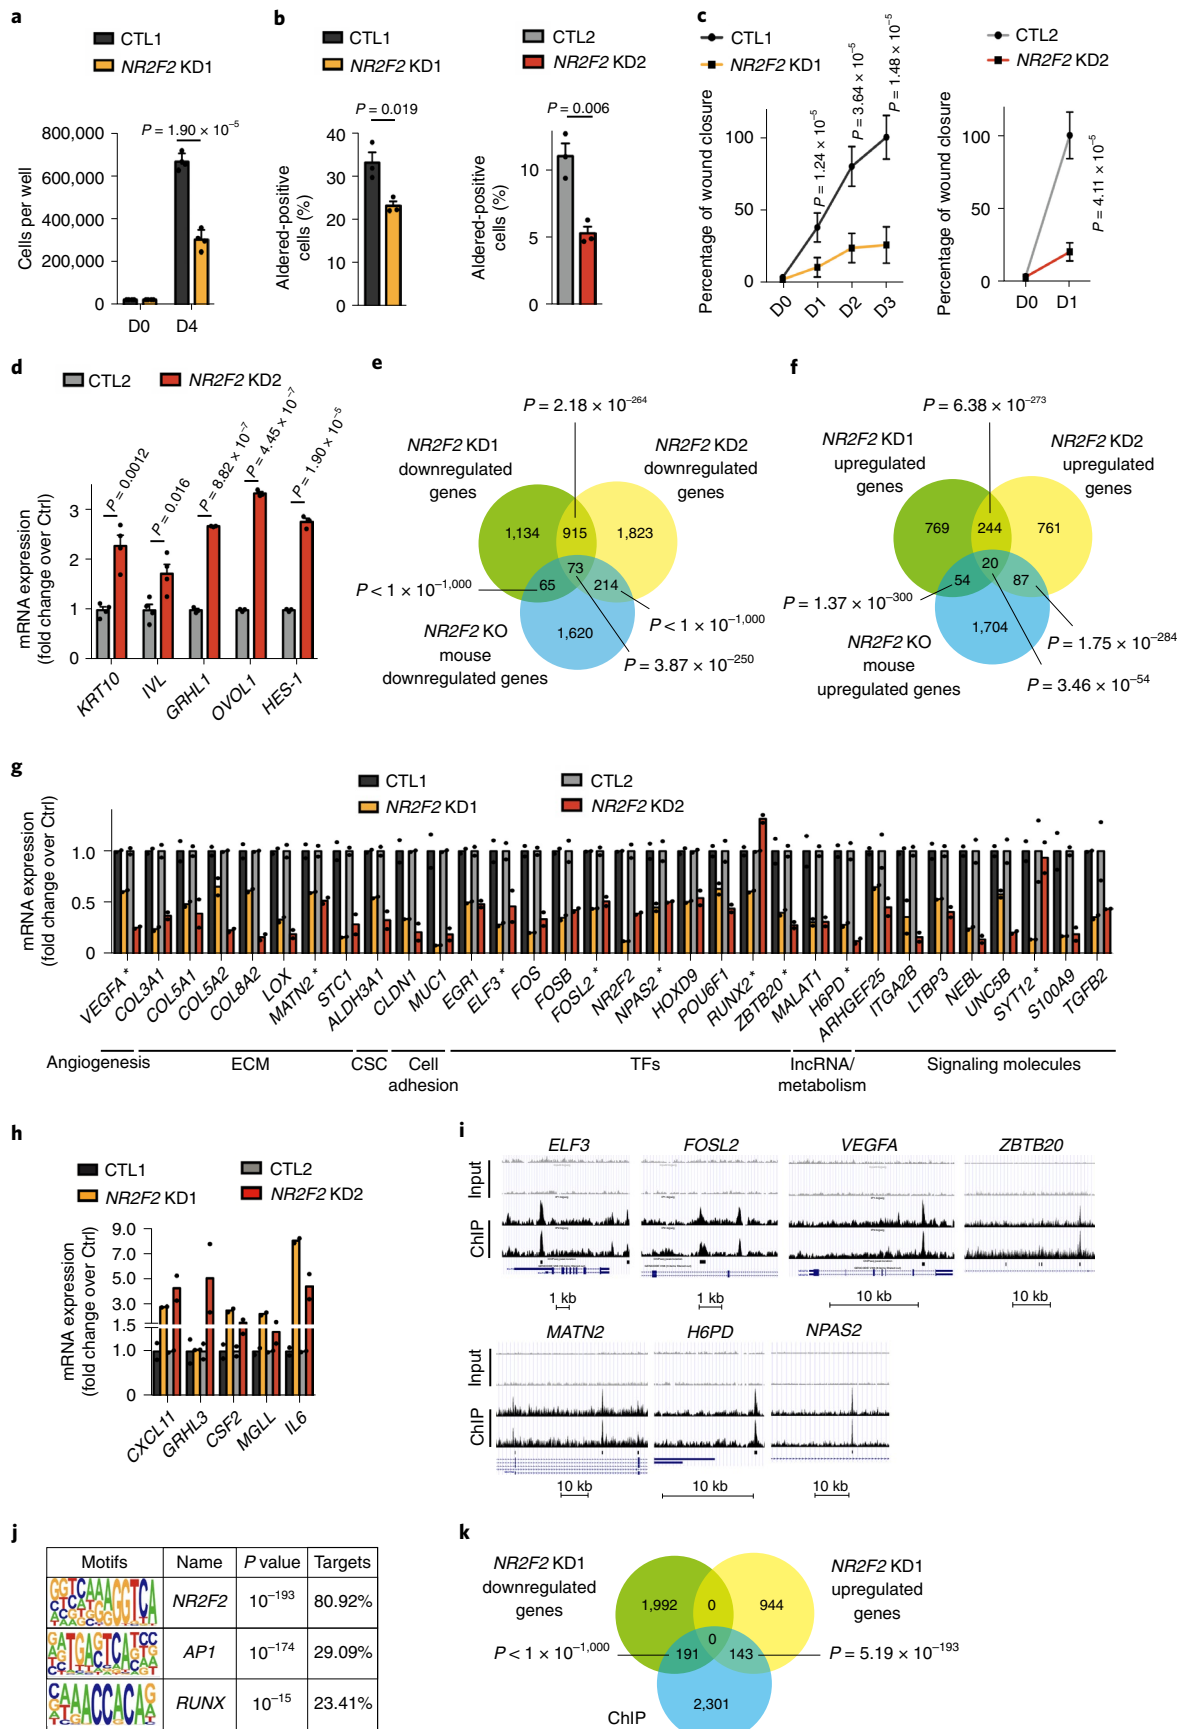 a
CTL1
NR2F2 KD1
P = 1.90 × 10⁻⁵
Cells per well
800,000
600,000
400,000
200,000
0
D0
D4
b
CTL1
NR2F2 KD1
P = 0.019
Aldered-positive
cells (%)
40
30
20
10
0
CTL2
NR2F2 KD2
P = 0.006
Aldered-positive
cells (%)
10
5
0
c
CTL1
NR2F2 KD1
P = 1.24 × 10⁻⁵
P = 3.64 × 10⁻⁵
P = 1.48 × 10⁻⁵
Percentage of wound closure
100
50
0
D0
D1
D2
D3
CTL2
NR2F2 KD2
P = 4.11 × 10⁻⁵
Percentage of wound closure
100
50
0
D0
D1
d
CTL2
NR2F2 KD2
P = 0.0012
P = 0.016
P = 8.82 × 10⁻⁷
P = 4.45 × 10⁻⁷
P = 1.90 × 10⁻⁵
mRNA expression
(fold change over Ctrl)
3
2
1
0
KRT10
IVL
GRHL1
OVOL1
HES-1
e
P = 2.18 × 10⁻²⁶⁴
NR2F2 KD1
downregulated
genes
NR2F2 KD2
downregulated
genes
1,134
915
1,823
73
65
214
1,620
P < 1 × 10⁻¹,⁰⁰⁰
P < 1 × 10⁻¹,⁰⁰⁰
P = 3.87 × 10⁻²⁵⁰
NR2F2 KO
mouse
downregulated genes
f
P = 6.38 × 10⁻²⁷³
NR2F2 KD1
upregulated
genes
NR2F2 KD2
upregulated
genes
769
244
761
20
54
87
1,704
P = 1.37 × 10⁻³⁰⁰
P = 1.75 × 10⁻²⁸⁴
P = 3.46 × 10⁻⁵⁴
NR2F2 KO
mouse
upregulated genes
g
CTL1
NR2F2 KD1
CTL2
NR2F2 KD2
mRNA expression
(fold change over Ctrl)
1.0
0.5
0
VEGFA*
COL3A1
COL5A1
COL5A2
COL8A2
LOX
MATN2*
STC1
ALDH3A1
CLDN1
MUC1
EGR1
ELF3*
FOS
FOSB
FOSL2*
NR2F2
NPAS2*
HOXD9
POU6F1
RUNX2*
ZBTB20*
MALAT1
H6PD*
ARHGEF25
ITGA2B
LTBP3
NEBL
UNC5B
SYT12*
S100A9
TGFB2
Angiogenesis
ECM
CSC
Cell
adhesion
TFs
lncRNA/
metabolism
Signaling molecules
h
CTL1
NR2F2 KD1
CTL2
NR2F2 KD2
mRNA expression
(fold change over Ctrl)
9.0
7.0
5.0
3.0
1.5
1.0
0
CXCL11
GRHL3
CSF2
MGLL
IL6
i
ELF3
FOSL2
VEGFA
ZBTB20
Input
ChIP
1 kb
1 kb
10 kb
10 kb
MATN2
H6PD
NPAS2
Input
ChIP
10 kb
10 kb
10 kb
j
Motifs
Name
P value
Targets
NR2F2
10⁻¹⁹³
80.92%
AP1
10⁻¹⁷⁴
29.09%
RUNX
10⁻¹⁵
23.41%
k
NR2F2 KD1
downregulated
genes
NR2F2 KD1
upregulated
genes
1,992
0
944
0
191
143
2,301
P < 1 × 10⁻¹,⁰⁰⁰
P = 5.19 × 10⁻¹⁹³
ChIP